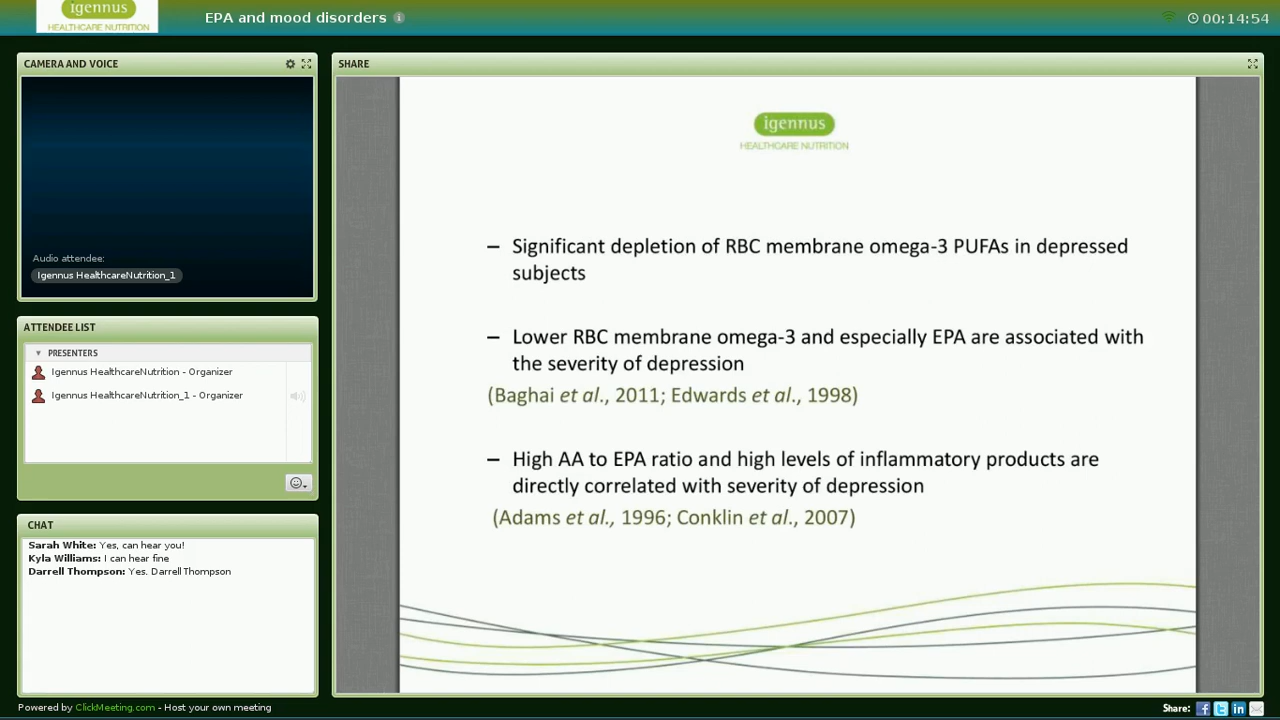 igennus
HEALTHCARE NUTRITION
EPA and mood disorders
00:14:54
CAMERA AND VOICE
Audio attendee:
Igennus HealthcareNutrition_1
ATTENDEE LIST
PRESENTERS
Igennus HealthcareNutrition - Organizer
Igennus HealthcareNutrition_1 - Organizer
CHAT
Sarah White: Yes, can hear you!
Kyla Williams: I can hear fine
Darrell Thompson: Yes. Darrell Thompson
SHARE
igennus
HEALTHCARE NUTRITION
– Significant depletion of RBC membrane omega-3 PUFAs in depressed
subjects
– Lower RBC membrane omega-3 and especially EPA are associated with
the severity of depression
(Baghai et al., 2011; Edwards et al., 1998)
– High AA to EPA ratio and high levels of inflammatory products are
directly correlated with severity of depression
(Adams et al., 1996; Conklin et al., 2007)
Powered by ClickMeeting.com - Host your own meeting
Share: